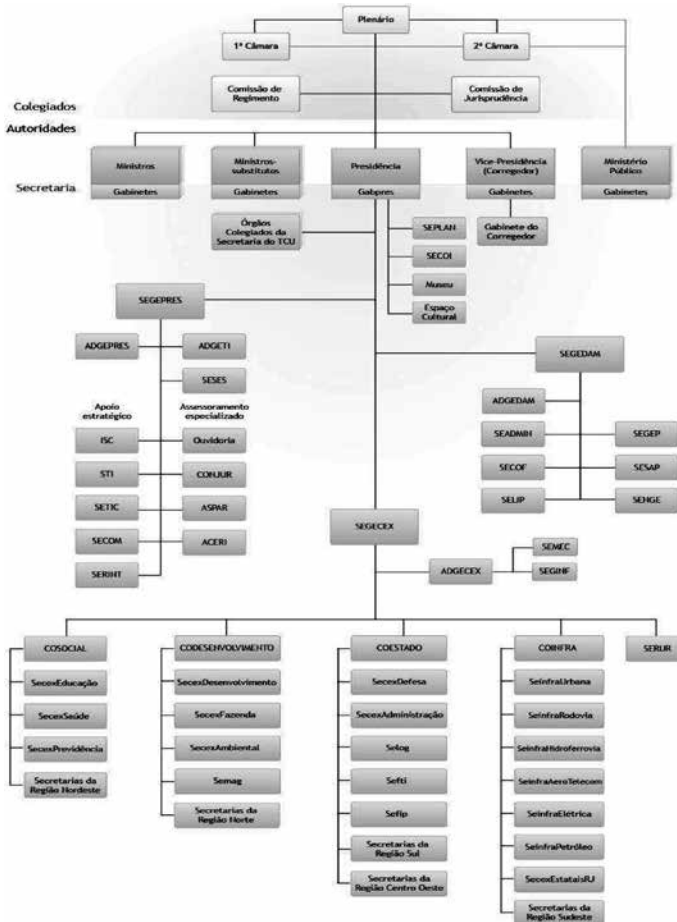 Plenário
1ª Câmara
2ª Câmara
Comissão de
Regimento
Comissão de
Jurisprudência
Colegiados
Autoridades
Ministros
Gabinetes
Ministros-
substitutos
Gabinetes
Presidência
Gabpres
Vice-Presidência
(Corregedor)
Gabinetes
Ministério
Público
Gabinetes
Secretaria
Órgãos
Colegiados da
Secretaria do TCU
SEPLAN
SECOI
Museu
Espaço
Cultural
Gabinete do
Corregedor
SEGEPRES
ADGEPRES
ADGETI
SESES
Apoio
estratégico
Assessoramento
especializado
ISC
Ouvidoria
STI
CONJUR
SETIC
ASPAR
SECOM
ACERI
SERINT
SEGEDAM
ADGEDAM
SEADMIN
SEGEP
SECOF
SESAP
SELIP
SENGE
SEGECEX
ADGECEX
SEMEC
SEGINF
COSOCIAL
SecexEducação
SecexSaúde
SecexPrevidência
Secretarias da
Região Nordeste
CODESENVOLVIMENTO
SecexDesenvolvimento
SecexFazenda
SecexAmbiental
Semag
Secretarias da
Região Norte
COESTADO
SecexDefesa
SecexAdministração
Selog
Sefti
Sefip
Secretarias da
Região Sul
Secretarias da
Região Centro Oeste
COINFRA
SeinfraUrbana
SeinfraRodovia
SeinfraHidroferrovia
SeinfraAeroTelecom
SeinfraElétrica
SeinfraPetróleo
SecexEstataisRJ
Secretarias da
Região Sudeste
SERUR